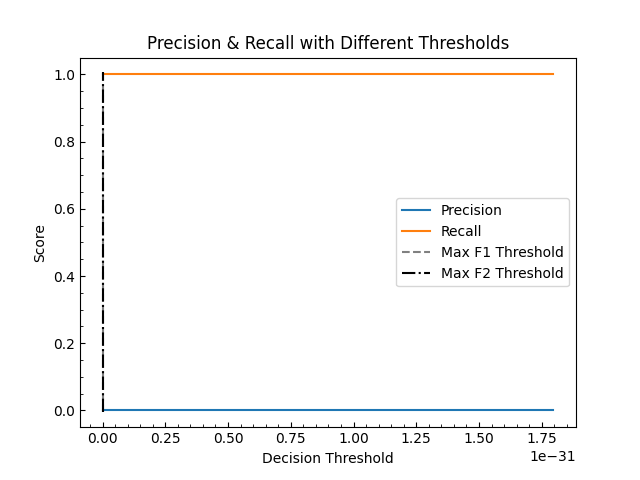 Precision & Recall with Different Thresholds
1.0
0.8
0.6
0.4
0.2
0.0
Score
Precision
Recall
Max F1 Threshold
Max F2 Threshold
0.00 0.25 0.50 0.75 1.00 1.25 1.50 1.75
1e−31
Decision Threshold